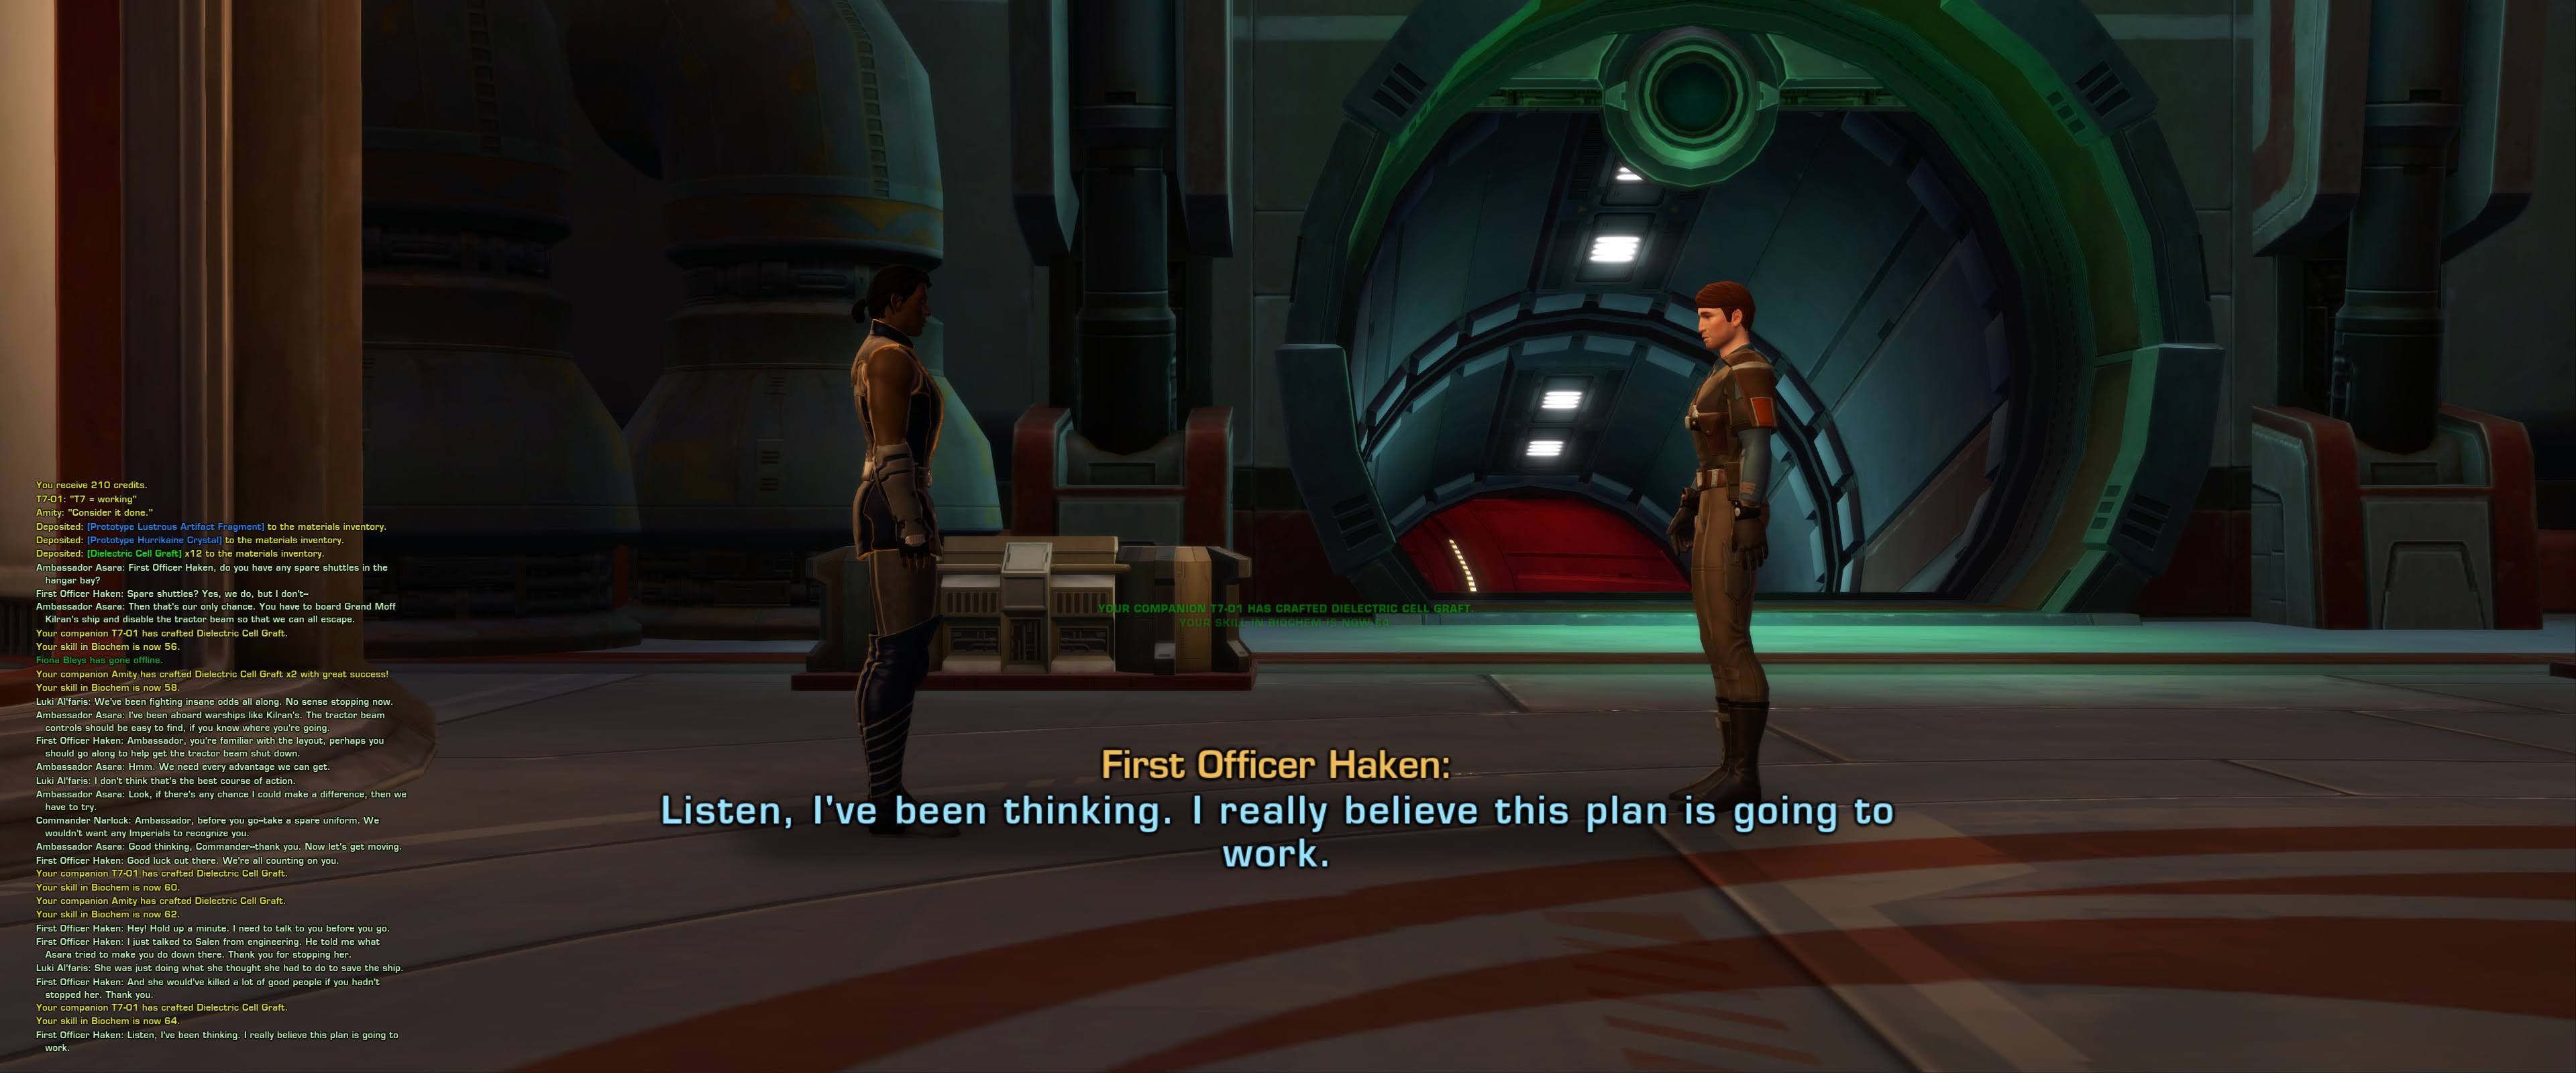 You receive 210 credits.
T7-01: "T7 = working"
Amity: "Consider it done."
Deposited: [Prototype Lustrous Artifact Fragment] to the materials inventory.
Deposited: [Prototype Hurrikaine Crystal] to the materials inventory.
Deposited: [Dielectric Cell Graft] x12 to the materials inventory.
Ambassador Asara: First Officer Haken, do you have any spare shuttles in the
hangar bay?
First Officer Haken: Spare shuttles? Yes, we do, but I don't–
Ambassador Asara: Then that's our only chance. You have to board Grand Moff
Kilran's ship and disable the tractor beam so that we can all escape.
Your companion T7-01 has crafted Dielectric Cell Graft.
Your skill in Biochem is now 56.
Fiona Bleys has gone offline.
Your companion Amity has crafted Dielectric Cell Graft x2 with great success!
Your skill in Biochem is now 58.
Luki Al'faris: We've been fighting insane odds all along. No sense stopping now.
Ambassador Asara: I've been aboard warships like Kilran's. The tractor beam
controls should be easy to find, if you know where you're going.
First Officer Haken: Ambassador, you're familiar with the layout, perhaps you
should go along to help get the tractor beam shut down.
Ambassador Asara: Hmm. We need every advantage we can get.
Luki Al'faris: I don't think that's the best course of action.
Ambassador Asara: Look, if there's any chance I could make a difference, then we
have to try.
Commander Narlock: Ambassador, before you go–take a spare uniform. We
wouldn't want any Imperials to recognize you.
Ambassador Asara: Good thinking, Commander–thank you. Now let's get moving.
First Officer Haken: Good luck out there. We're all counting on you.
Your companion T7-01 has crafted Dielectric Cell Graft.
Your skill in Biochem is now 60.
Your companion Amity has crafted Dielectric Cell Graft.
Your skill in Biochem is now 62.
First Officer Haken: Hey! Hold up a minute. I need to talk to you before you go.
First Officer Haken: I just talked to Salen from engineering. He told me what
Asara tried to make you do down there. Thank you for stopping her.
Luki Al'faris: She was just doing what she thought she had to do to save the ship.
First Officer Haken: And she would've killed a lot of good people if you hadn't
stopped her. Thank you.
Your companion T7-01 has crafted Dielectric Cell Graft.
Your skill in Biochem is now 64.
First Officer Haken: Listen, I've been thinking. I really believe this plan is going to
work.
YOUR COMPANION T7-01 HAS CRAFTED DIELECTRIC CELL GRAFT.
YOUR SKILL IN BIOCHEM IS NOW 64.
First Officer Haken:
Listen, I've been thinking. I really believe this plan is going to
work.